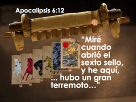 Apocalipsis 6:12
"Miré
cuando
abrió el
sexto sello,
y he aquí,
... hubo un gran
terremoto..."